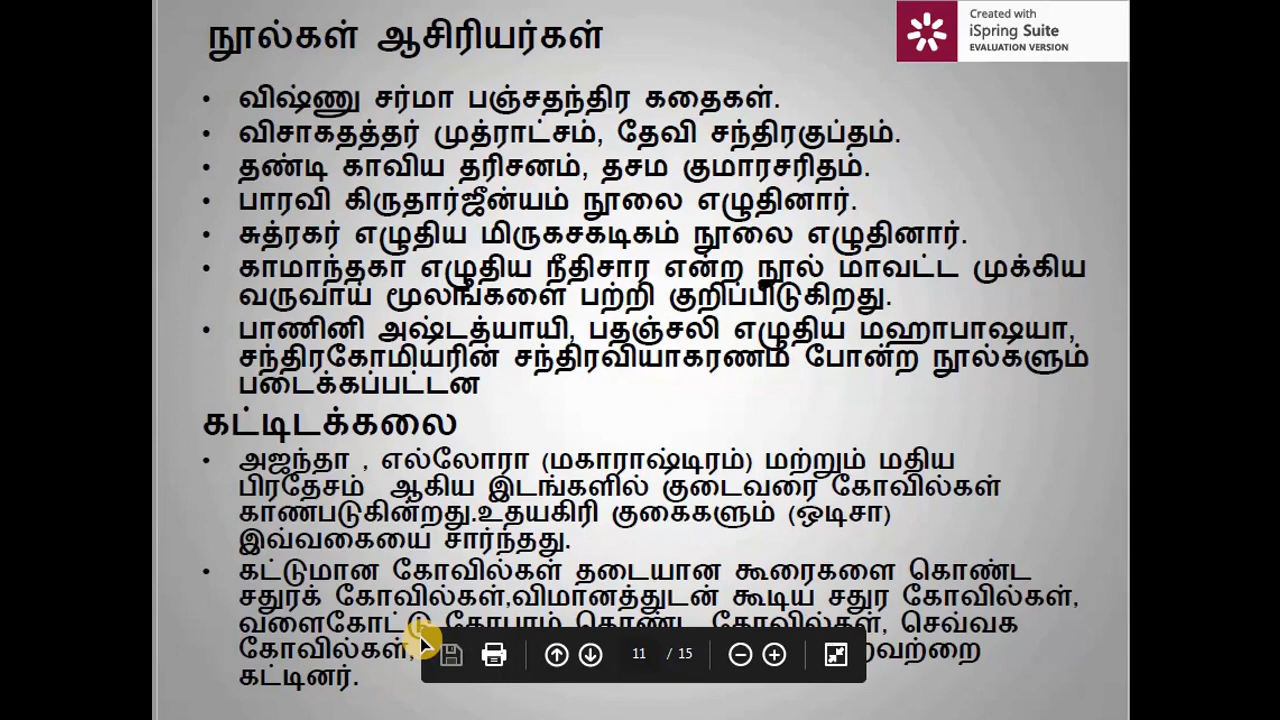 நூல்கள் ஆசிரியர்கள்
Created with
iSpring Suite
EVALUATION VERSION
• விஷ்ணு சர்மா பஞ்சதந்திர கதைகள்.
• விசாகதத்தர் முத்ராட்சம், தேவி சந்திரகுப்தம்.
• தண்டி காவிய தரிசனம், தசம குமாரசரிதம்.
• பாரவி கிருதார்ஜீன்யம் நூலை எழுதினார்.
• சுத்ரகர் எழுதிய மிருகசகடிகம் நூலை எழுதினார்.
• காமாந்தகா எழுதிய நீதிசார என்ற நூல் மாவட்ட முக்கிய
வருவாய் மூலங்களை பற்றி குறிப்பிடுகிறது.
• பாணினி அஷ்டத்யாயி, பதஞ்சலி எழுதிய மஹாபாஷயா,
சந்திரகோமியரின் சந்திரவியாகரணம் போன்ற நூல்களும்
படைக்கப்பட்டன
கட்டிடக்கலை
• அஜந்தா , எல்லோரா (மகாராஷ்டிரம்) மற்றும் மதிய
பிரதேசம் ஆகிய இடங்களில் குடைவரை கோவில்கள்
காணபடுகின்றது.உதயகிரி குகைகளும் (ஒடிசா)
இவ்வகையை சார்ந்தது.
• கட்டுமான கோவில்கள் தடையான கூரைகளை கொண்ட
சதுரக் கோவில்கள்,விமானத்துடன் கூடிய சதுர கோவில்கள்,
வளைகோட்டு கோபுரம் கொண்ட கோவில்கள், செவ்வக
கோவில்கள்,
கட்டினர்.
11 / 15